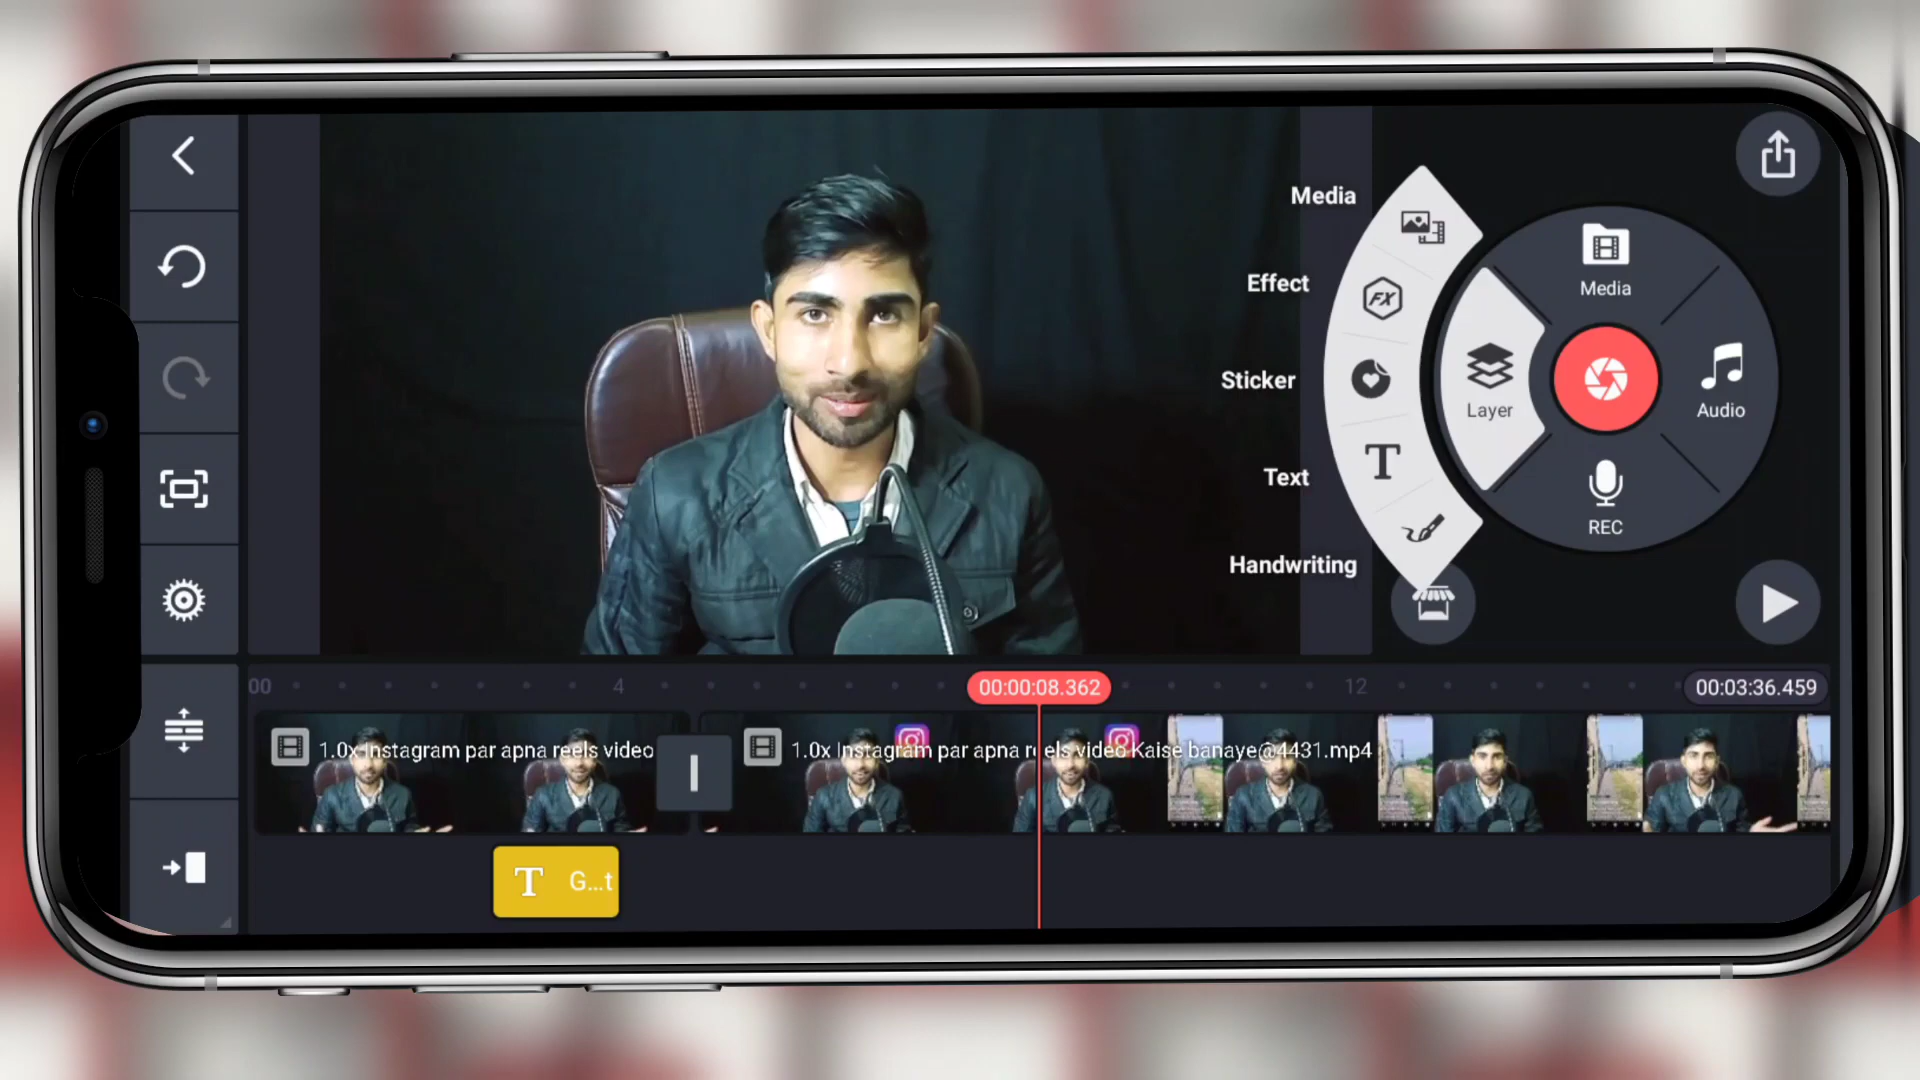 Media
Effect
Sticker
Text
Handwriting
Media
Layer
Audio
REC
00
4
00:00:08.362
12
00:03:36.459
1.0x Instagram par apna reels video
1.0x Instagram par apna reels video Kaise banaye@4431.mp4
T G...t